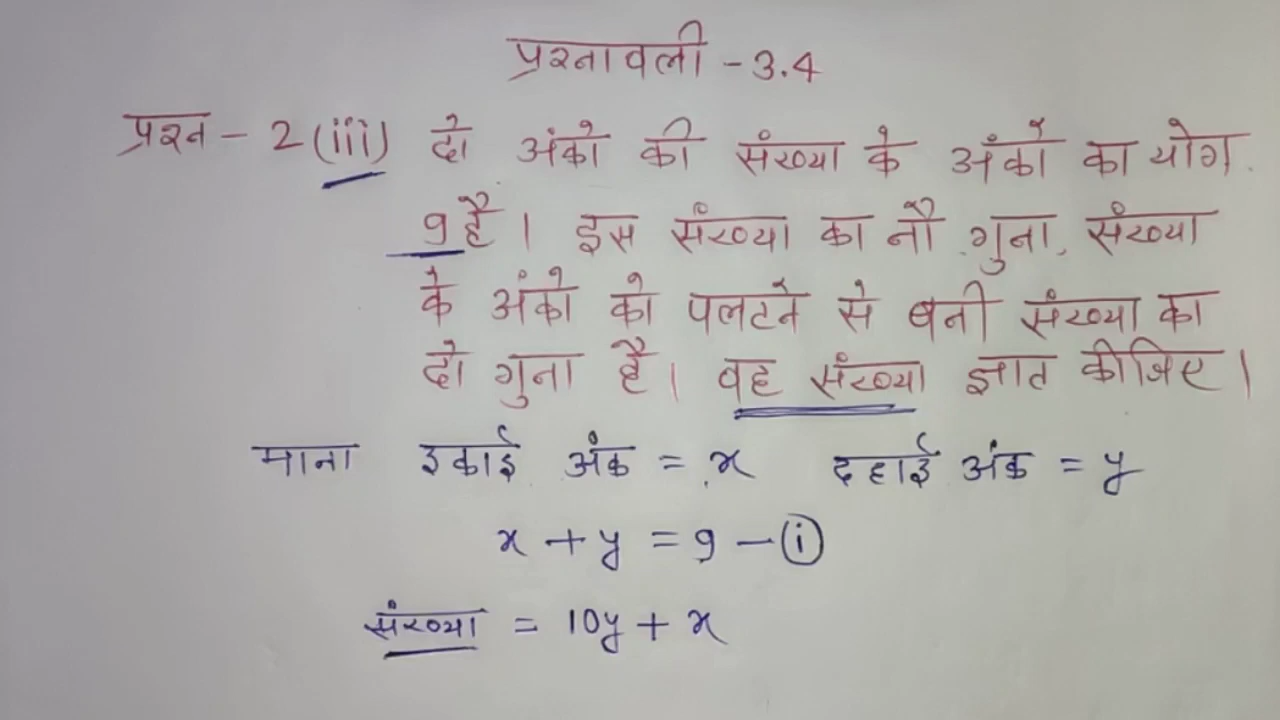 प्रश्नावली - 3.4
प्रश्न - 2 (iii) दो अंको की संख्या के अंकों का योग
9 है। इस संख्या का नौ गुना, संख्या
के अंको को पलटने से बनी संख्या का
दो गुना है। वह संख्या ज्ञात कीजिए।
माना इकाई अंक = x दहाई अंक = y
x + y = 9 - (i)
संख्या = 10y + x